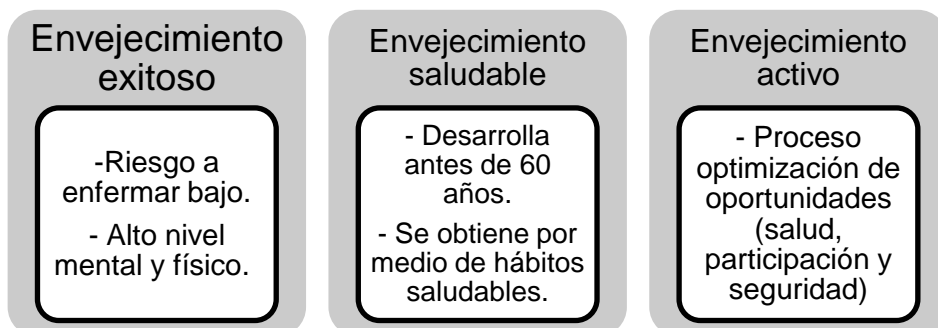 Envejecimiento
exitoso
-Riesgo a
enfermar bajo.
- Alto nivel
mental y físico.
Envejecimiento
saludable
- Desarrolla
antes de 60
años.
- Se obtiene por
medio de hábitos
saludables.
Envejecimiento
activo
- Proceso
optimización de
oportunidades
(salud,
participación y
seguridad)